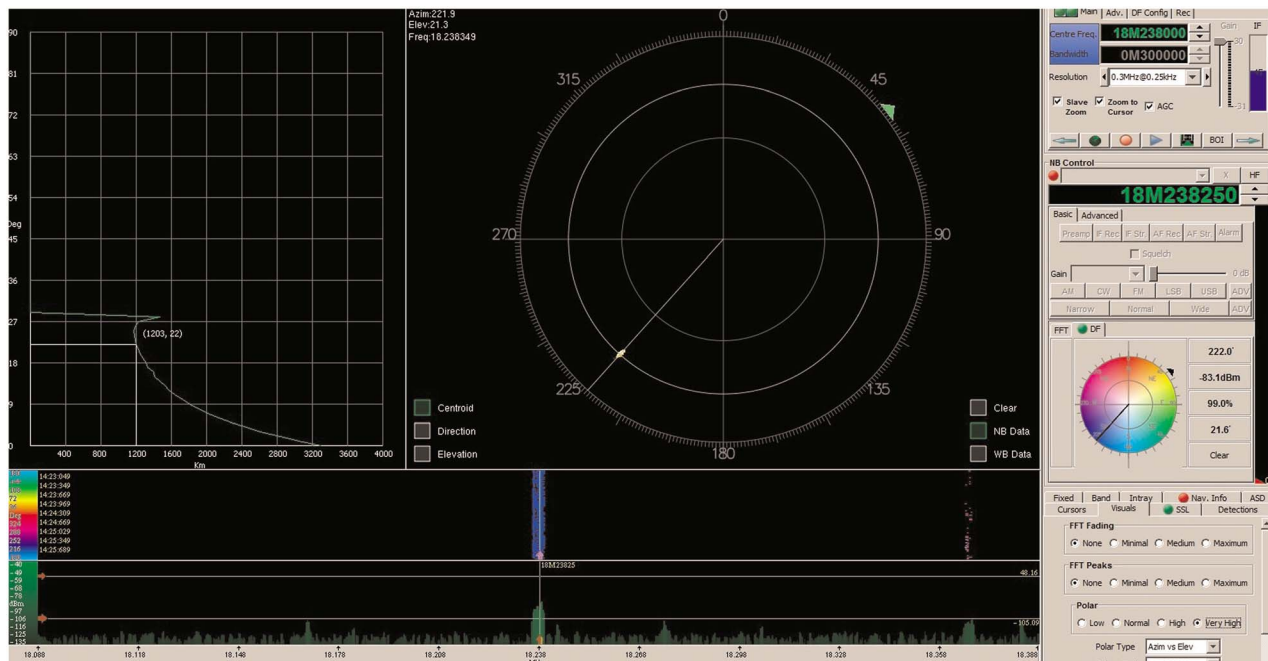 Azim:221.9
Elev:21.3
Freq:18.238349
90
81
72
63
54
Deg
45
36
27
18
9
0
(1203, 22)
400 800 1200 1600 2000 2400 2800 3200 3600 4000
Km
0
45
90
135
180
225
270
315
Centroid
Direction
Elevation
Clear
NB Data
WB Data
Main Adv. DF Config Rec
Centre Freq. 18M238000
Bandwidth 0M300000
Resolution 0.3MHz@0.25kHz
Gain IF
-30
-31
Slave Zoom
Zoom to Cursor
AGC
BOI
NB Control
X HF
18M238250
Basic Advanced
Preamp IF Rec IF Str. AF Rec AF Str. Alarm
Squelch
Gain 0 dB
AM CW FM LSB USB ADV
Narrow Normal Wide ADV
FFT DF
222.0°
-83.1dBm
99.0%
21.6°
Clear
Fixed Band Intray Nav. Info ASD
Cursors Visuals SSL Detections
FFT Fading
None Minimal Medium Maximum
FFT Peaks
None Minimal Medium Maximum
Polar
Low Normal High Very High
Polar Type Azim vs Elev
14:23:049
14:23:369
14:23:669
14:23:969
14:24:309
14:24:669
14:25:029
14:25:349
14:25:689
72
Deg
324
288
252
216
18M23825
48.16
-105.09
-40
-49
-59
-68
-78
dBm
-97
-106
-116
-125
-135
18.088 18.118 18.148 18.178 18.208 18.238 18.268 18.298 18.328 18.358 18.388